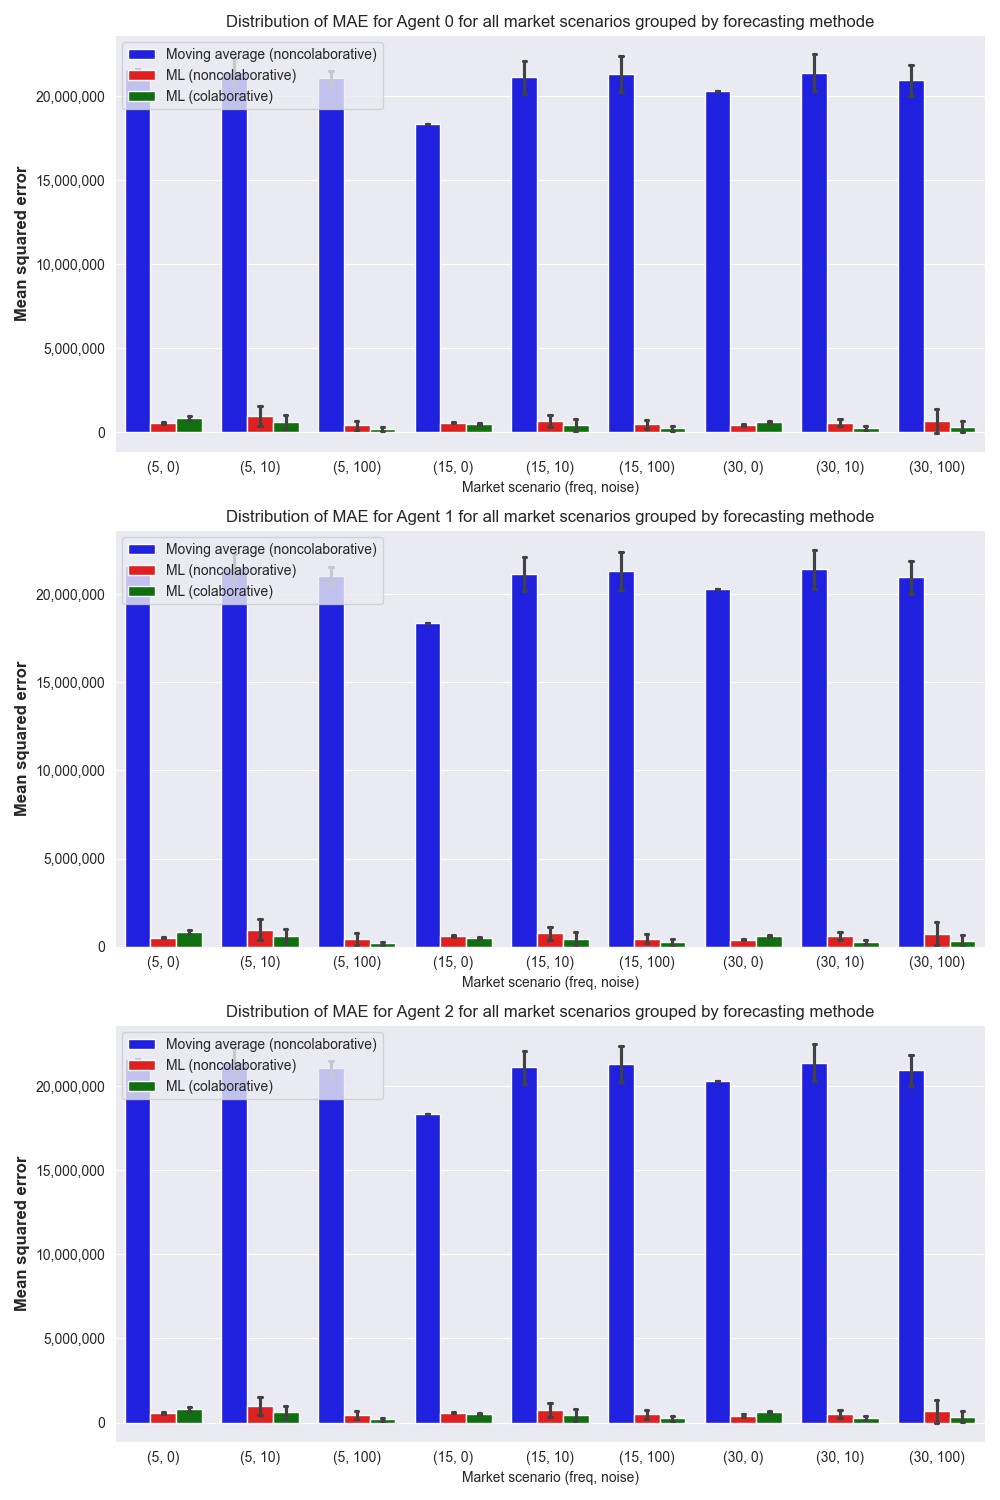 Distribution of MAE for Agent 0 for all market scenarios grouped by forecasting methode
Moving average (noncolaborative)
ML (noncolaborative)
ML (colaborative)
Mean squared error
20,000,000
15,000,000
10,000,000
5,000,000
0
(5, 0) (5, 10) (5, 100) (15, 0) (15, 10) (15, 100) (30, 0) (30, 10) (30, 100)
Market scenario (freq, noise)
Distribution of MAE for Agent 1 for all market scenarios grouped by forecasting methode
Moving average (noncolaborative)
ML (noncolaborative)
ML (colaborative)
Mean squared error
20,000,000
15,000,000
10,000,000
5,000,000
0
(5, 0) (5, 10) (5, 100) (15, 0) (15, 10) (15, 100) (30, 0) (30, 10) (30, 100)
Market scenario (freq, noise)
Distribution of MAE for Agent 2 for all market scenarios grouped by forecasting methode
Moving average (noncolaborative)
ML (noncolaborative)
ML (colaborative)
Mean squared error
20,000,000
15,000,000
10,000,000
5,000,000
0
(5, 0) (5, 10) (5, 100) (15, 0) (15, 10) (15, 100) (30, 0) (30, 10) (30, 100)
Market scenario (freq, noise)